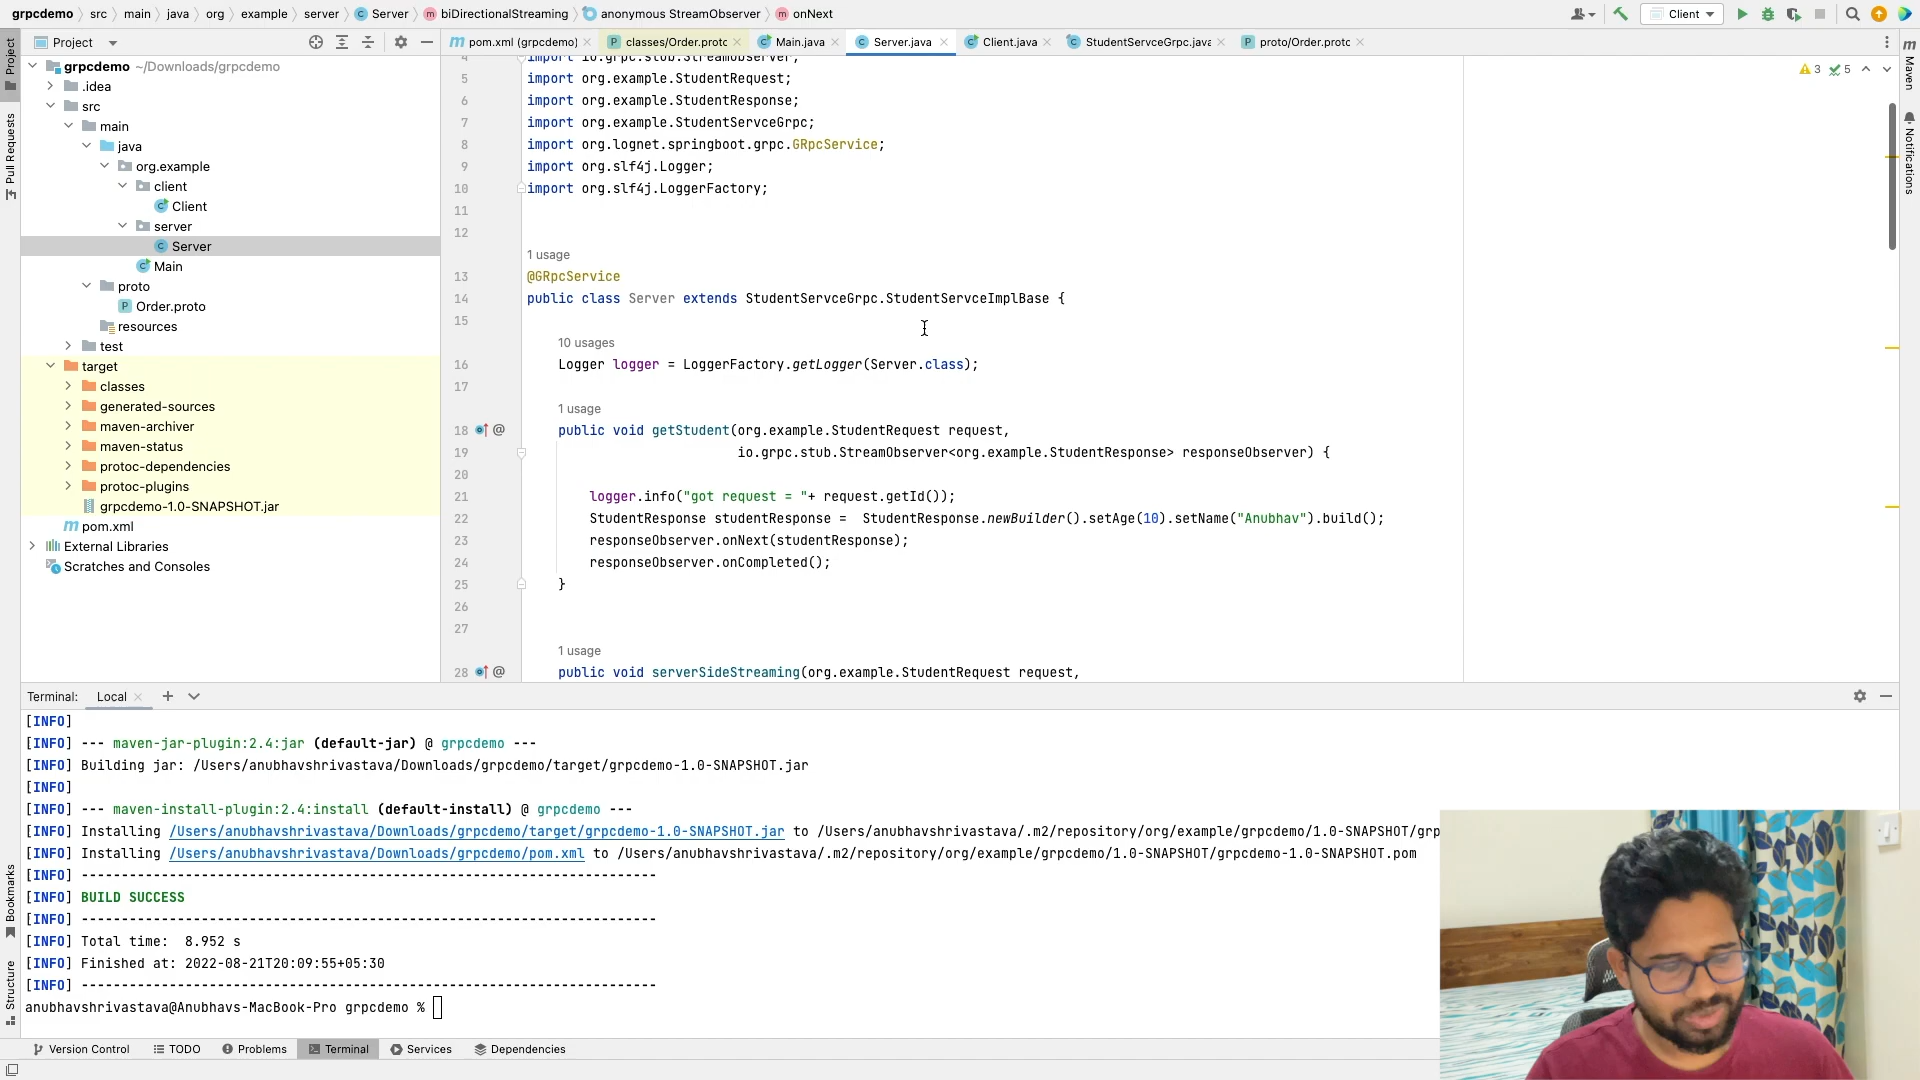 grpcdemo src main java org example server Server biDirectionalStreaming anonymous StreamObserver onNext
Client
Project
pom.xml (grpcdemo)
classes/Order.proto
Main.java
Server.java
Client.java
StudentServceGrpc.java
proto/Order.proto
Project
Pull Requests
Bookmarks
Structure
Maven
Notifications
grpcdemo ~/Downloads/grpcdemo
.idea
src
main
java
org.example
client
Client
server
Server
Main
proto
Order.proto
resources
test
target
classes
generated-sources
maven-archiver
maven-status
protoc-dependencies
protoc-plugins
grpcdemo-1.0-SNAPSHOT.jar
pom.xml
External Libraries
Scratches and Consoles
3 5
4 import io.grpc.stub.StreamObserver;
5 import org.example.StudentRequest;
6 import org.example.StudentResponse;
7 import org.example.StudentServceGrpc;
8 import org.lognet.springboot.grpc.GRpcService;
9 import org.slf4j.Logger;
10 import org.slf4j.LoggerFactory;
11
12
1 usage
13 @GRpcService
14 public class Server extends StudentServceGrpc.StudentServceImplBase {
15
10 usages
16 Logger logger = LoggerFactory.getLogger(Server.class);
17
1 usage
18 @ public void getStudent(org.example.StudentRequest request,
19 io.grpc.stub.StreamObserver<org.example.StudentResponse> responseObserver) {
20
21 logger.info("got request = "+ request.getId());
22 StudentResponse studentResponse = StudentResponse.newBuilder().setAge(10).setName("Anubhav").build();
23 responseObserver.onNext(studentResponse);
24 responseObserver.onCompleted();
25 }
26
27
1 usage
28 @ public void serverSideStreaming(org.example.StudentRequest request,
Terminal: Local
[INFO]
[INFO] --- maven-jar-plugin:2.4:jar (default-jar) @ grpcdemo ---
[INFO] Building jar: /Users/anubhavshrivastava/Downloads/grpcdemo/target/grpcdemo-1.0-SNAPSHOT.jar
[INFO]
[INFO] --- maven-install-plugin:2.4:install (default-install) @ grpcdemo ---
[INFO] Installing /Users/anubhavshrivastava/Downloads/grpcdemo/target/grpcdemo-1.0-SNAPSHOT.jar to /Users/anubhavshrivastava/.m2/repository/org/example/grpcdemo/1.0-SNAPSHOT/grp
[INFO] Installing /Users/anubhavshrivastava/Downloads/grpcdemo/pom.xml to /Users/anubhavshrivastava/.m2/repository/org/example/grpcdemo/1.0-SNAPSHOT/grpcdemo-1.0-SNAPSHOT.pom
[INFO] ------------------------------------------------------------------------
[INFO] BUILD SUCCESS
[INFO] ------------------------------------------------------------------------
[INFO] Total time: 8.952 s
[INFO] Finished at: 2022-08-21T20:09:55+05:30
[INFO] ------------------------------------------------------------------------
anubhavshrivastava@Anubhavs-MacBook-Pro grpcdemo %
Version Control TODO Problems Terminal Services Dependencies